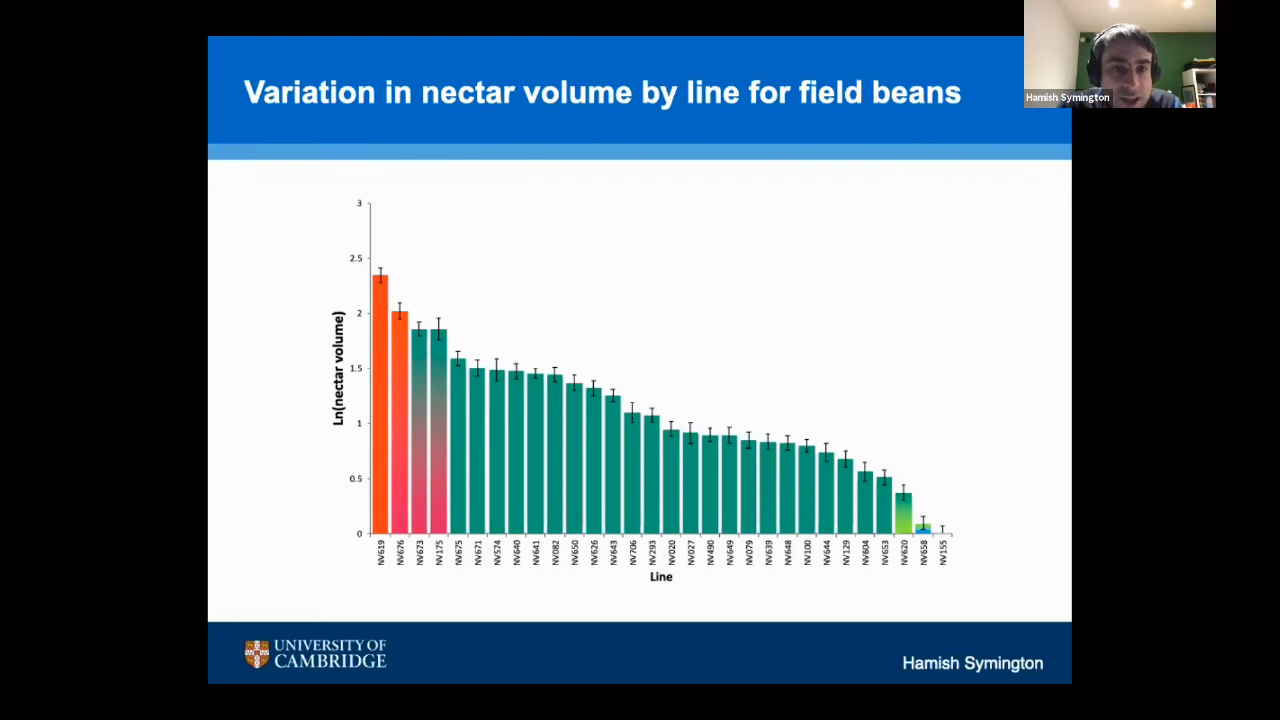 Variation in nectar volume by line for field beans
Hamish Symington
3
2.5
2
1.5
1
0.5
0
Ln(nectar volume)
NV619 NV676 NV673 NV175 NV675 NV671 NV574 NV640 NV641 NV082 NV650 NV626 NV643 NV706 NV293 NV020 NV027 NV490 NV649 NV079 NV639 NV648 NV100 NV644 NV129 NV604 NV653 NV620 NV658 NV155
Line
UNIVERSITY OF
CAMBRIDGE
Hamish Symington